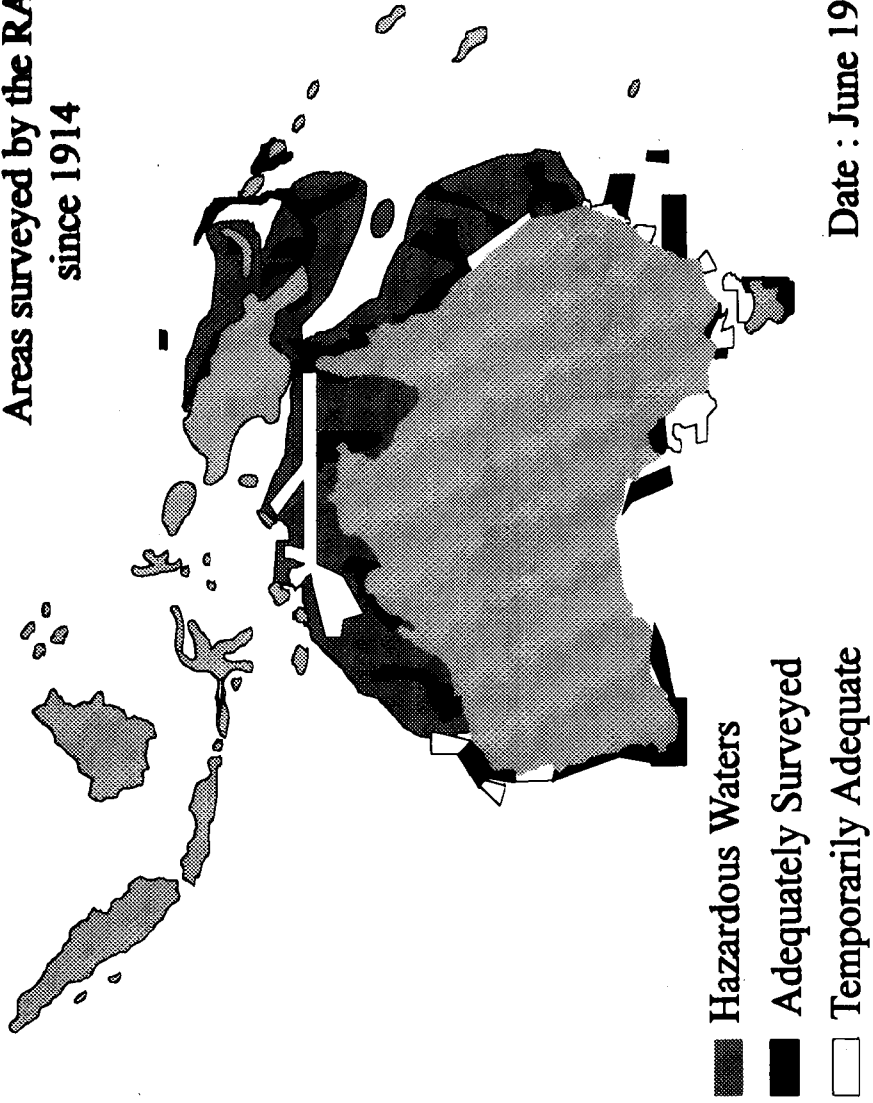 Areas surveyed by the RA
since 1914
Hazardous Waters
Adequately Surveyed
Temporarily Adequate
Date : June 19